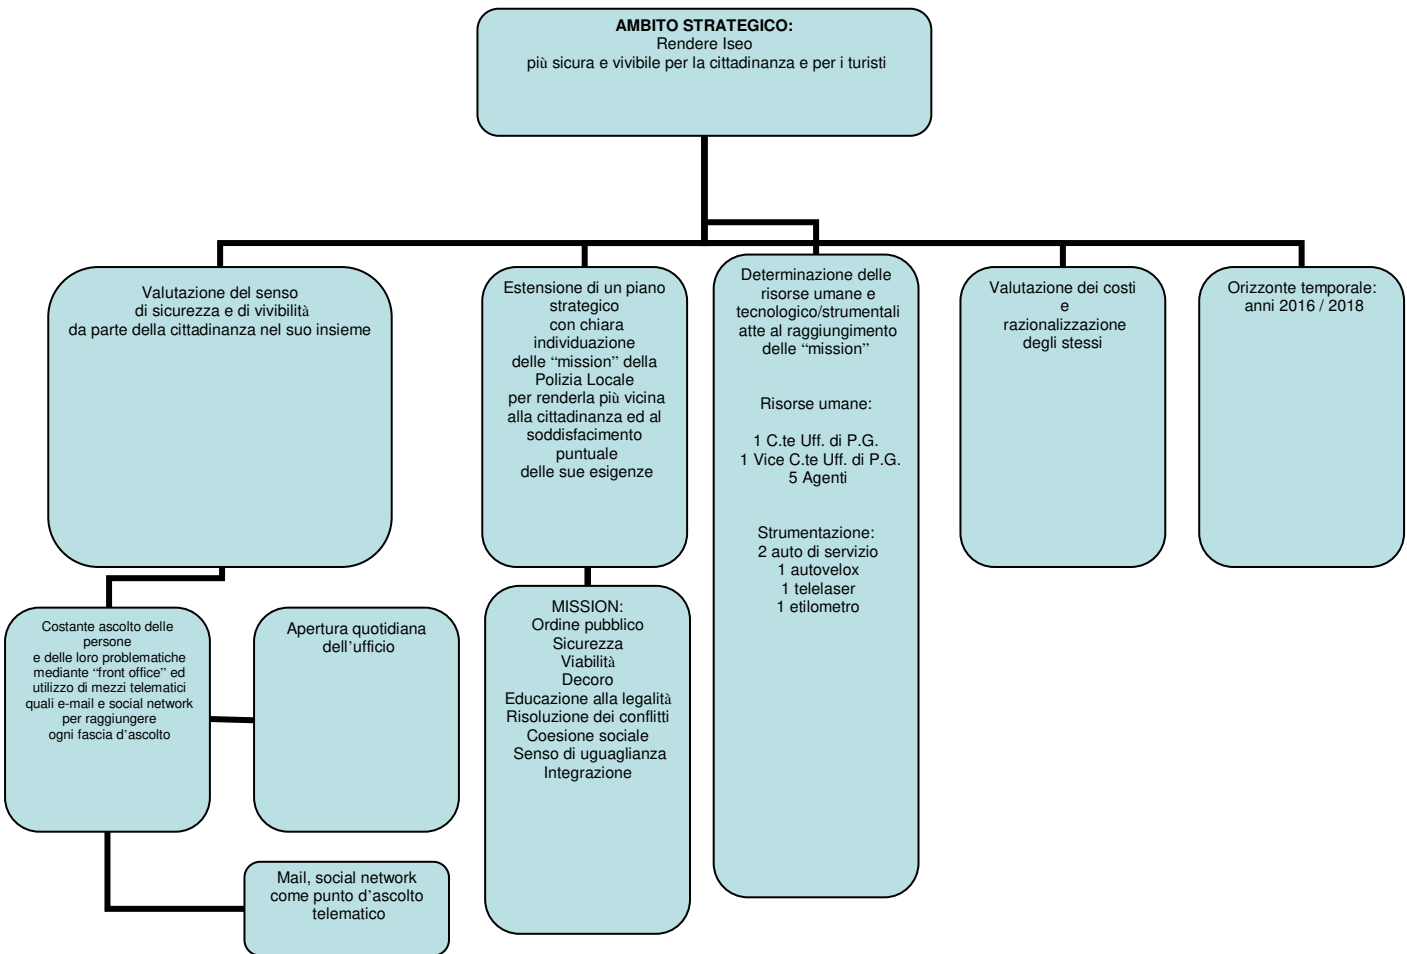 AMBITO STRATEGICO:
Rendere Iseo
più sicura e vivibile per la cittadinanza e per i turisti
Valutazione del senso
di sicurezza e di vivibilità
da parte della cittadinanza nel suo insieme
Estensione di un piano
strategico
con chiara
individuazione
delle “mission” della
Polizia Locale
per renderla più vicina
alla cittadinanza ed al
soddisfacimento
puntuale
delle sue esigenze
Determinazione delle
risorse umane e
tecnologico/strumentali
atte al raggiungimento
delle “mission”
Risorse umane:
1 C.te Uff. di P.G.
1 Vice C.te Uff. di P.G.
5 Agenti
Strumentazione:
2 auto di servizio
1 autovelox
1 telelaser
1 etilometro
Valutazione dei costi
e
razionalizzazione
degli stessi
Orizzonte temporale:
anni 2016 / 2018
Costante ascolto delle
persone
e delle loro problematiche
mediante “front office” ed
utilizzo di mezzi telematici
quali e-mail e social network
per raggiungere
ogni fascia d’ascolto
Apertura quotidiana
dell’ufficio
MISSION:
Ordine pubblico
Sicurezza
Viabilità
Decoro
Educazione alla legalità
Risoluzione dei conflitti
Coesione sociale
Senso di uguaglianza
Integrazione
Mail, social network
come punto d’ascolto
telematico